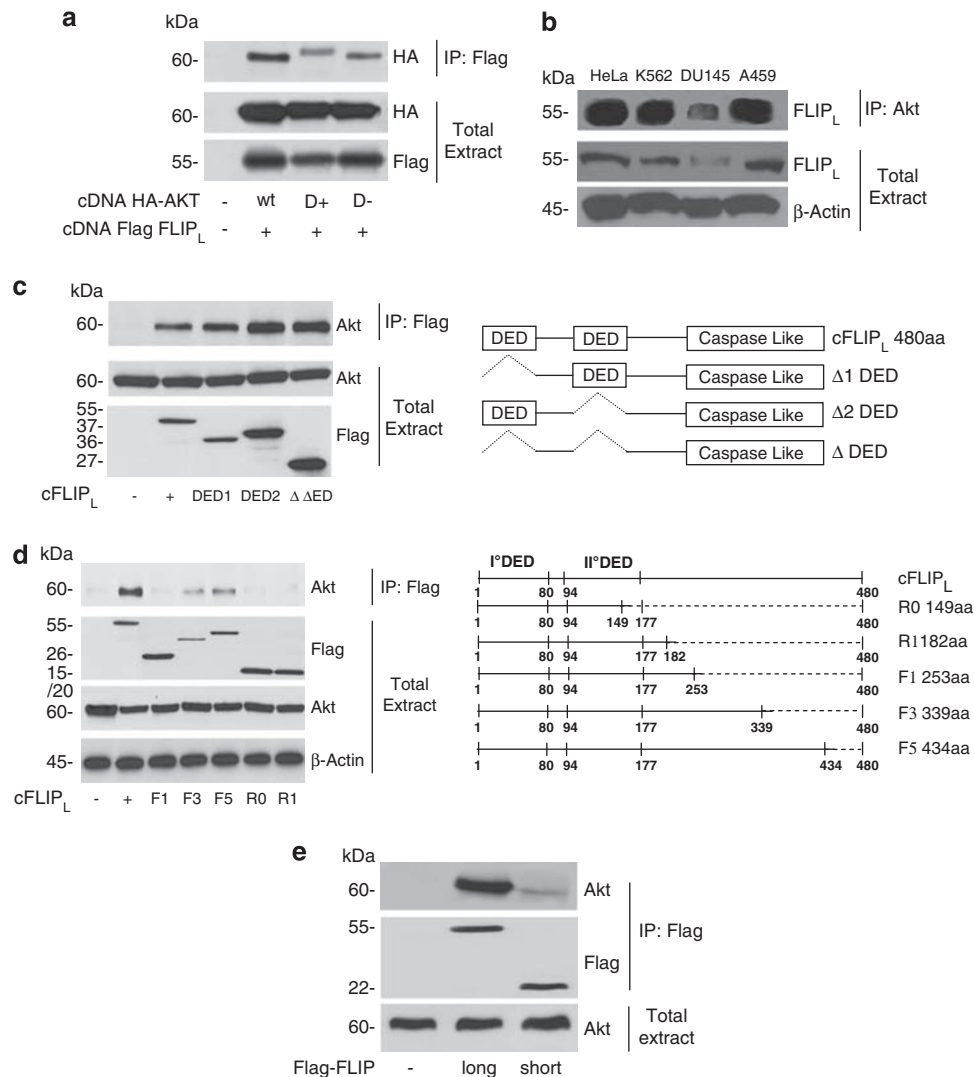 a
kDa
60- HA IP: Flag
60- HA
55- Flag
Total
Extract
cDNA HA-AKT - wt D+ D-
cDNA Flag FLIPL - + + +
b
kDa HeLa K562 DU145 A459
55- FLIPL IP: Akt
55- FLIPL
45- β-Actin
Total
Extract
c
kDa
60- Akt IP: Flag
60- Akt
55-
37-
36-
27-
Flag
Total
Extract
cFLIPL - + DED1 DED2 Δ ΔED
DED DED Caspase Like cFLIPL 480aa
DED Caspase Like Δ1 DED
DED Caspase Like Δ2 DED
Caspase Like Δ DED
d
kDa
60- Akt IP: Flag
55-
26-
15-
/20
Flag
60- Akt
45- β-Actin
Total
Extract
cFLIPL - + F1 F3 F5 R0 R1
I°DED II°DED
cFLIPL
1 80 94 177 480
R0 149aa
1 80 94 149 177 480
R1182aa
1 80 94 177 182 480
F1 253aa
1 80 94 177 253 480
F3 339aa
1 80 94 177 339 480
F5 434aa
1 80 94 177 434 480
e
kDa
60- Akt
55-
22-
Flag
IP: Flag
60- Akt
Total
extract
Flag-FLIP - long short